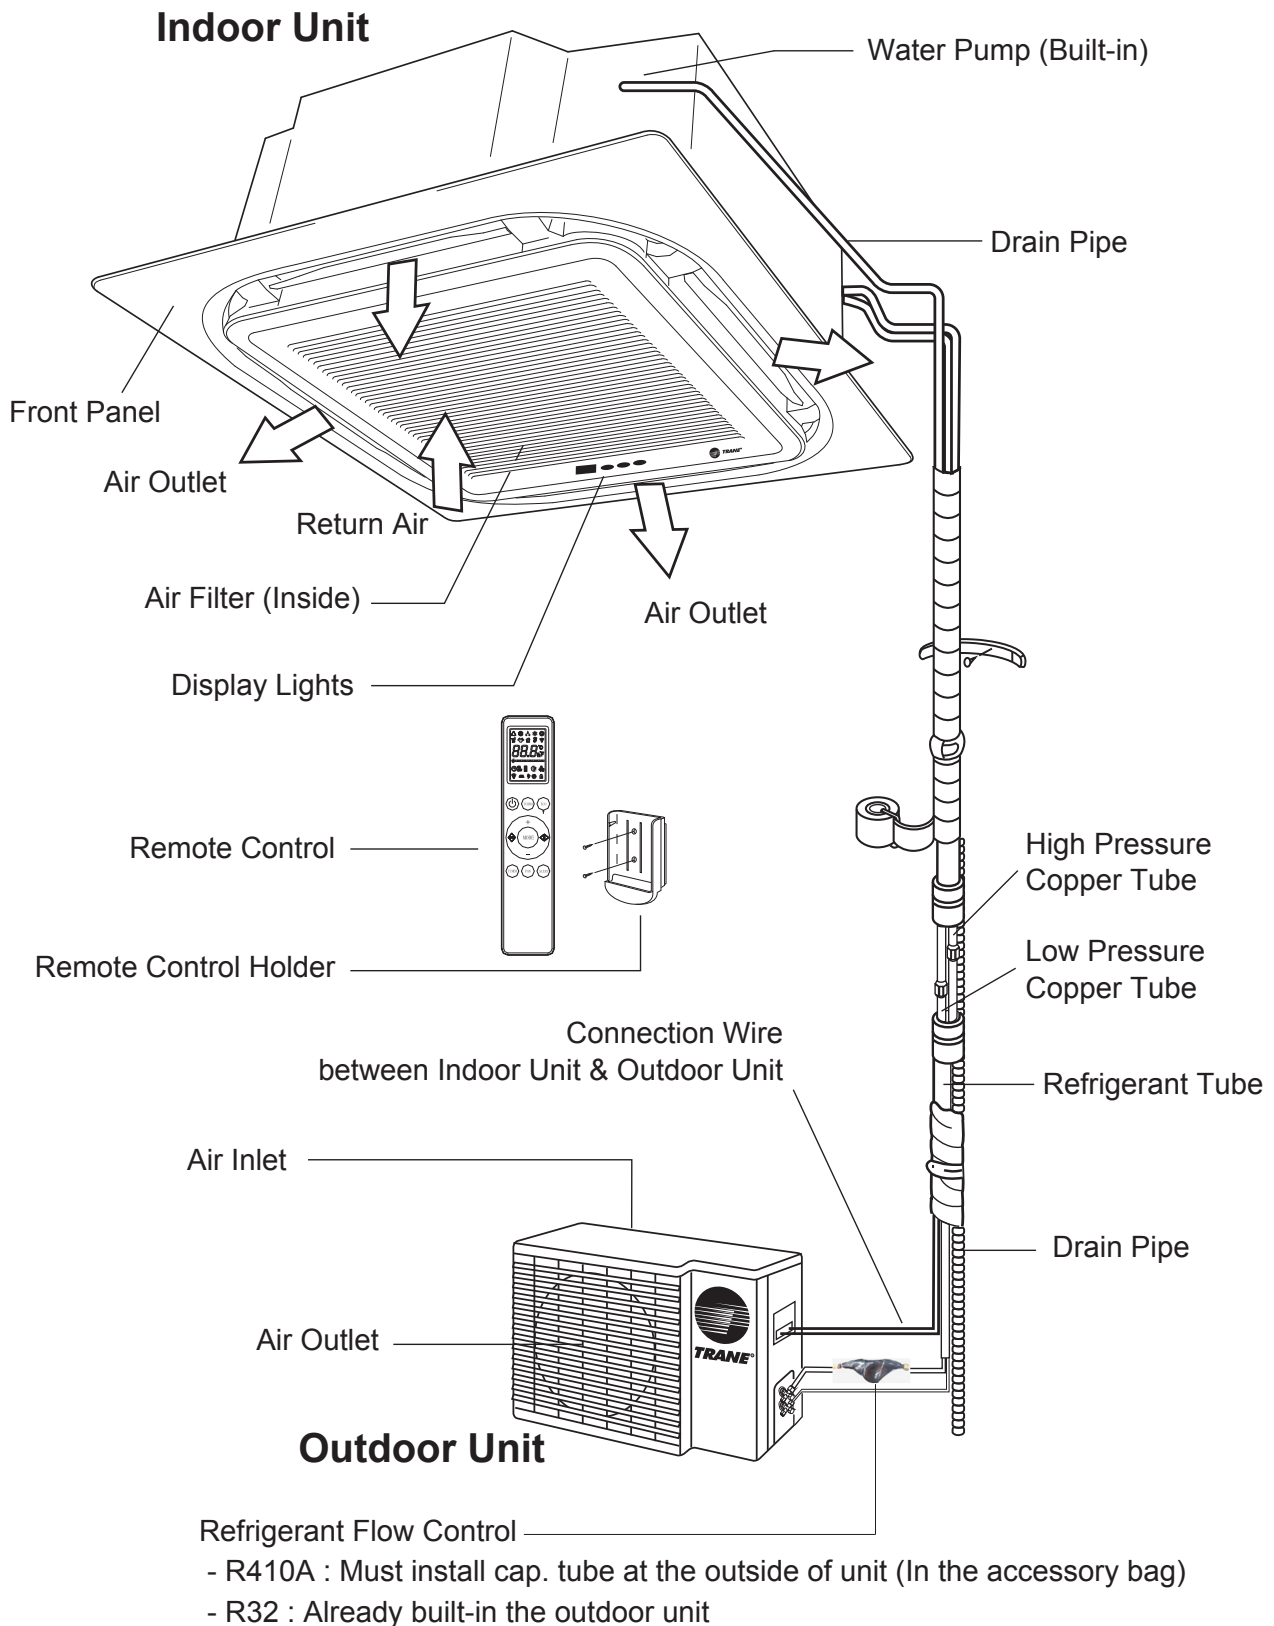 Indoor Unit
Water Pump (Built-in)
Drain Pipe
Front Panel
Air Outlet
TRANE
Return Air
Air Filter (Inside)
Air Outlet
Display Lights
88.8
Remote Control
High Pressure
Copper Tube
Remote Control Holder
Low Pressure
Copper Tube
Connection Wire
between Indoor Unit & Outdoor Unit
Refrigerant Tube
Air Inlet
Drain Pipe
Air Outlet
TRANE
Outdoor Unit
Refrigerant Flow Control
- R410A : Must install cap. tube at the outside of unit (In the accessory bag)
- R32 : Already built-in the outdoor unit